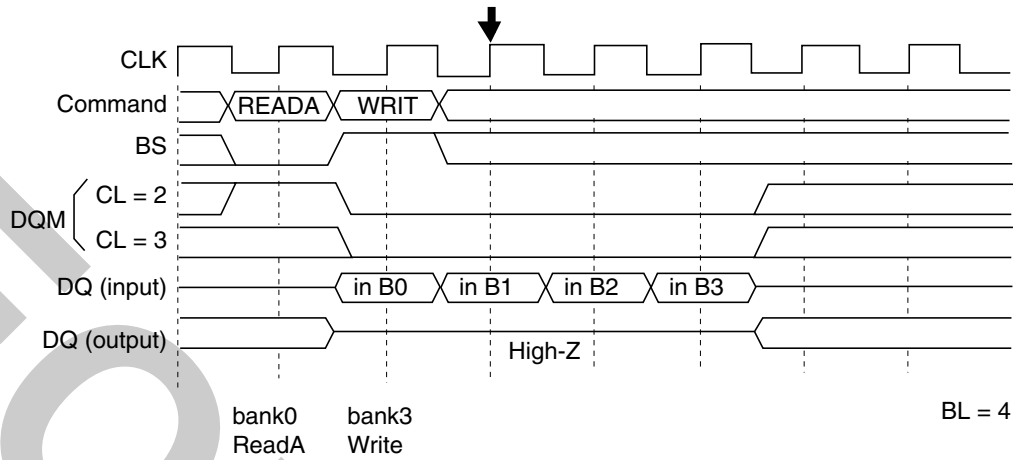 CLK
Command READA WRIT
BS
DQM CL = 2
CL = 3
DQ (input) in B0 in B1 in B2 in B3
DQ (output) High-Z
bank0 bank3 BL = 4
ReadA Write